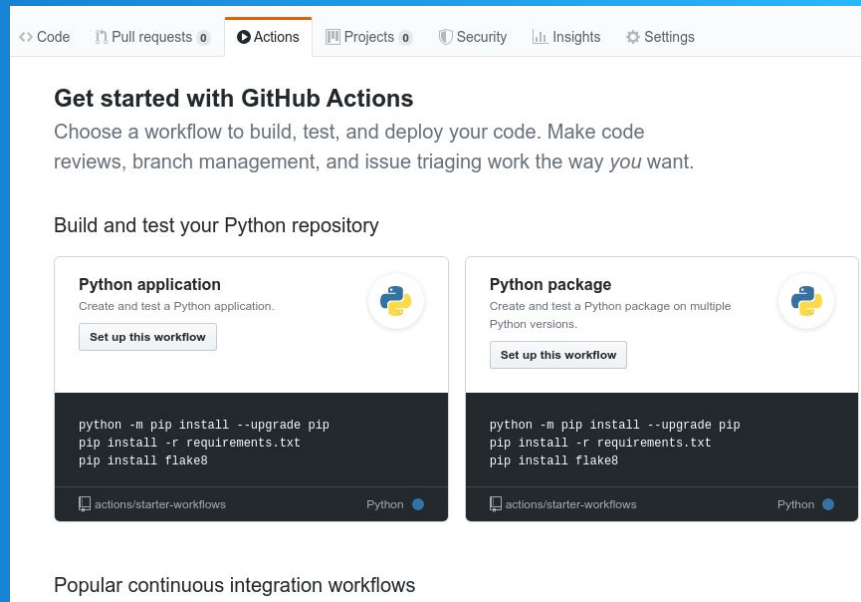 <> Code Pull requests 0 Actions Projects 0 Security Insights Settings
Get started with GitHub Actions
Choose a workflow to build, test, and deploy your code. Make code
reviews, branch management, and issue triaging work the way you want.
Build and test your Python repository
Python application
Create and test a Python application.
Set up this workflow
python -m pip install --upgrade pip
pip install -r requirements.txt
pip install flake8
actions/starter-workflows Python
Python package
Create and test a Python package on multiple
Python versions.
Set up this workflow
python -m pip install --upgrade pip
pip install -r requirements.txt
pip install flake8
actions/starter-workflows Python
Popular continuous integration workflows